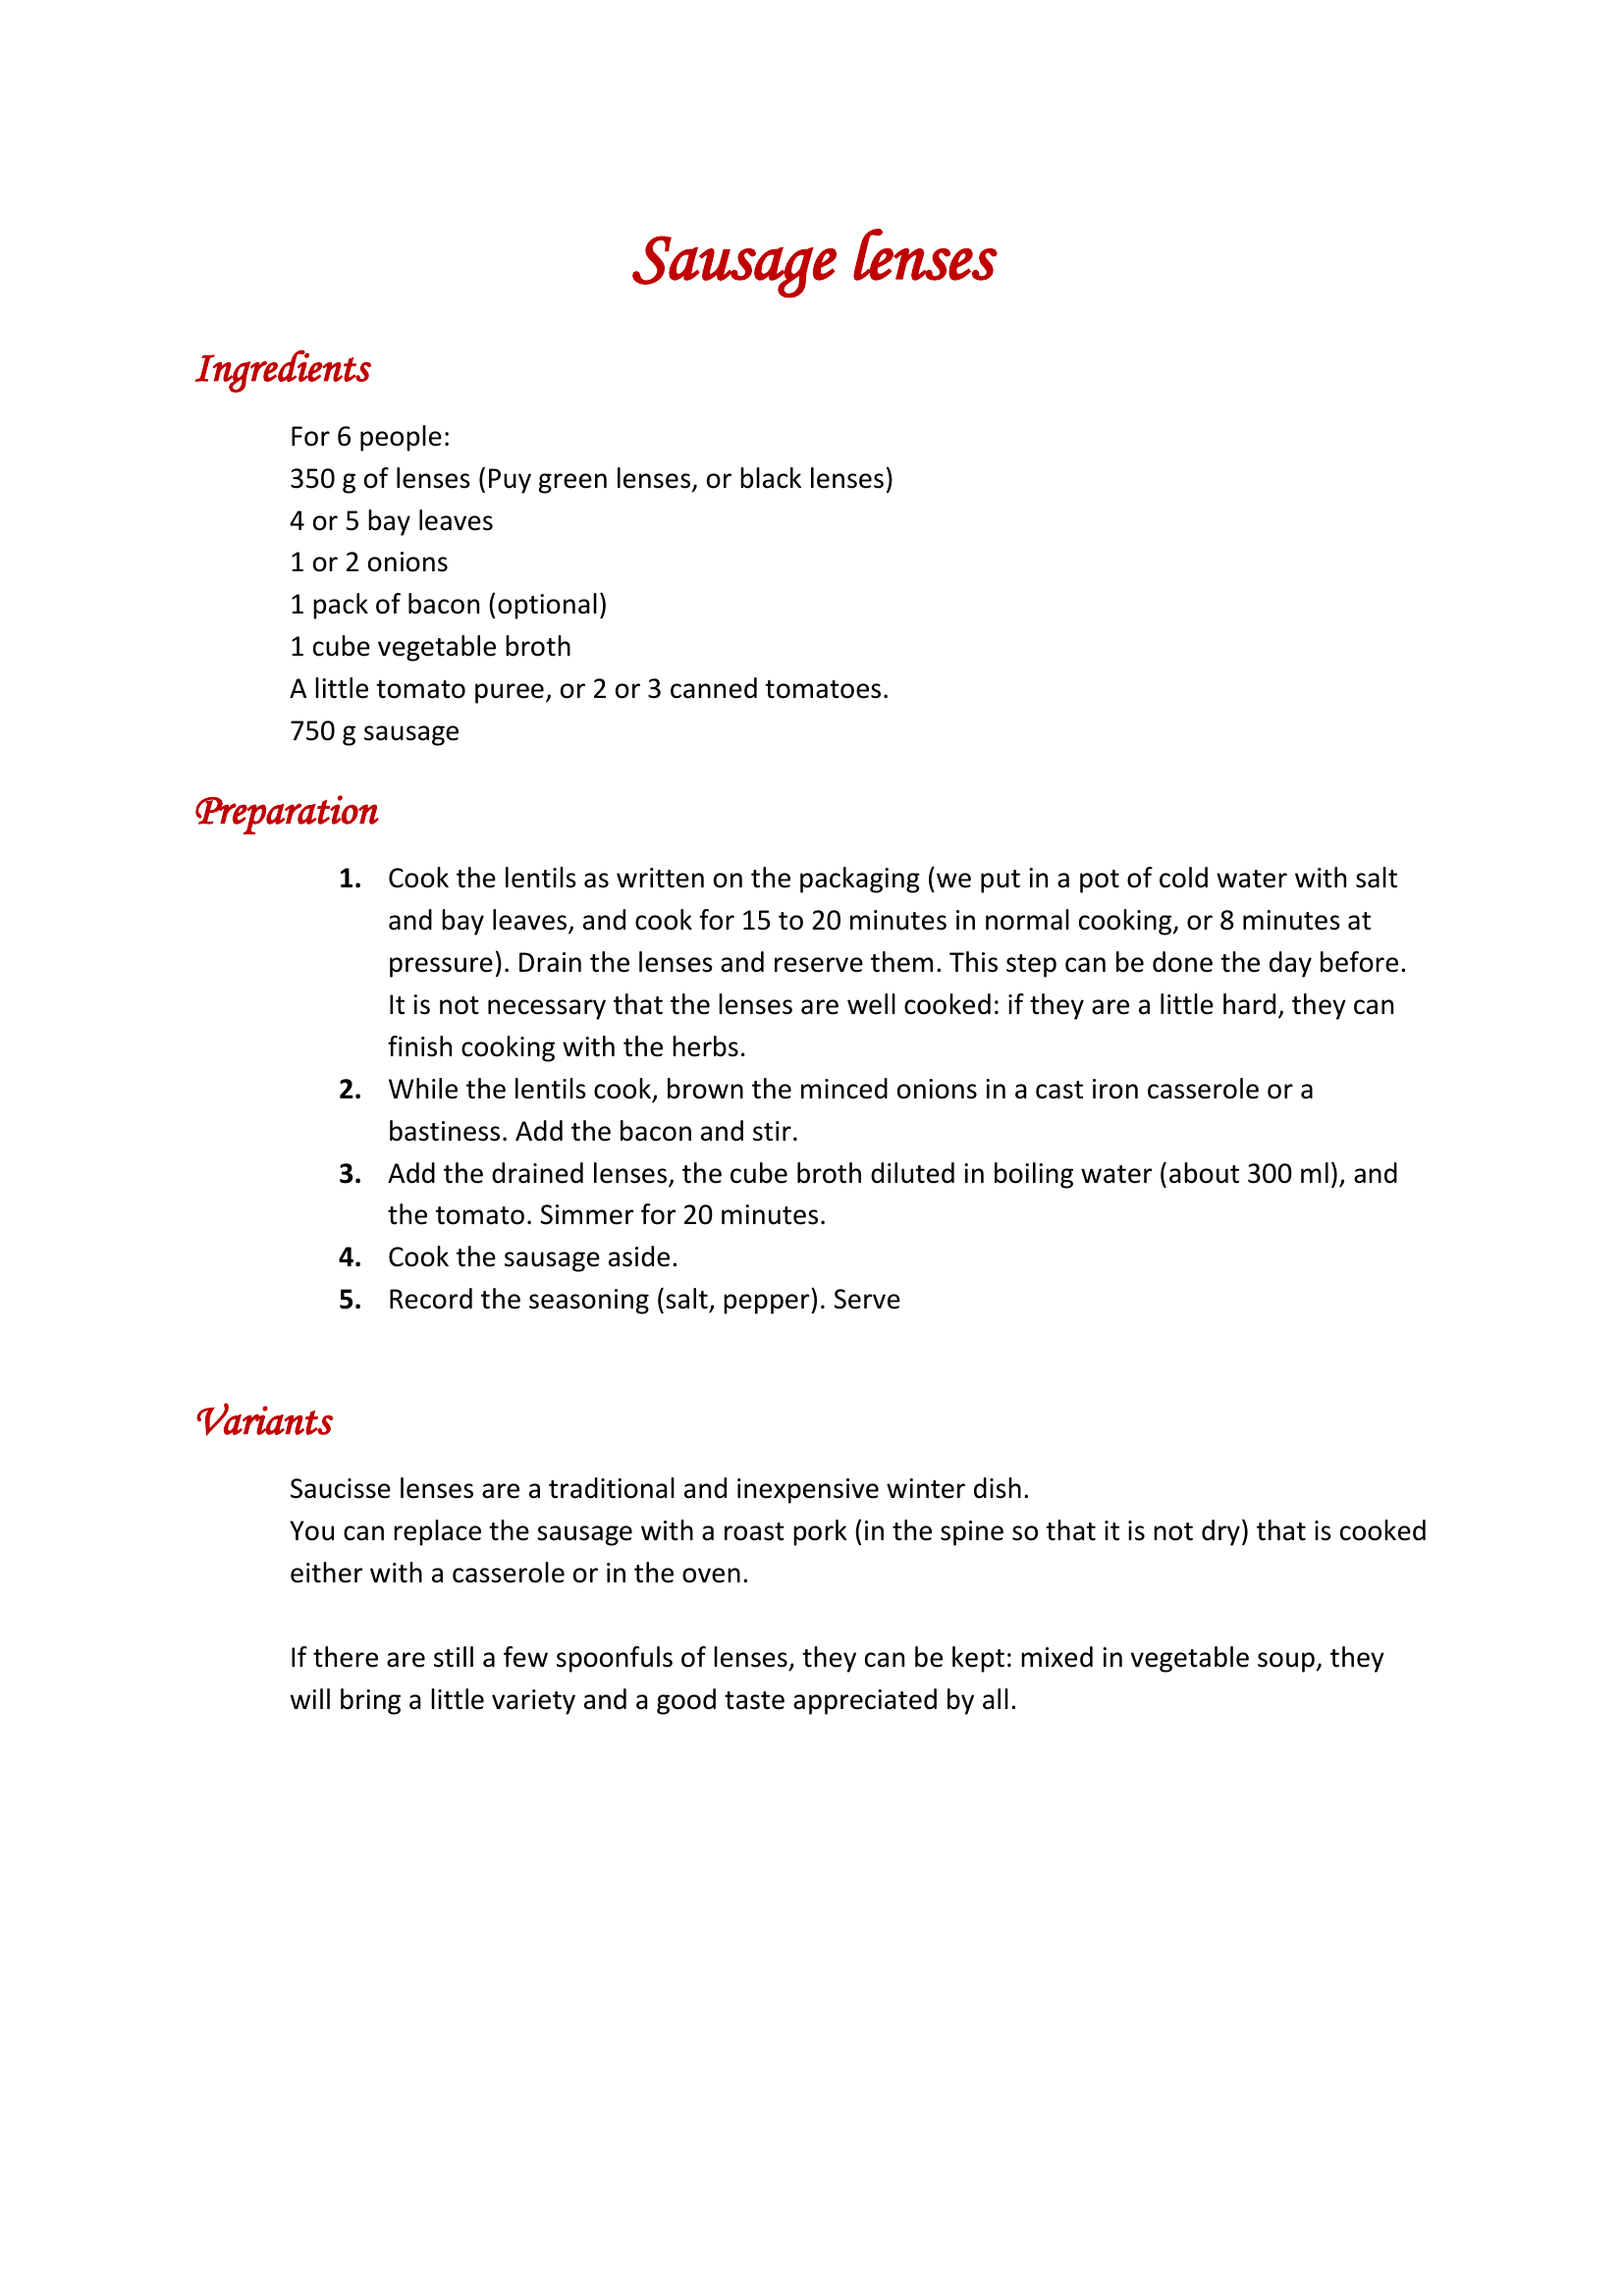 Sausage lenses
Ingredients
For 6 people:
350 g of lenses (Puy green lenses, or black lenses)
4 or 5 bay leaves
1 or 2 onions
1 pack of bacon (optional)
1 cube vegetable broth
A little tomato puree, or 2 or 3 canned tomatoes.
750 g sausage
Preparation
1. Cook the lentils as written on the packaging (we put in a pot of cold water with salt
and bay leaves, and cook for 15 to 20 minutes in normal cooking, or 8 minutes at
pressure). Drain the lenses and reserve them. This step can be done the day before.
It is not necessary that the lenses are well cooked: if they are a little hard, they can
finish cooking with the herbs.
2. While the lentils cook, brown the minced onions in a cast iron casserole or a
bastiness. Add the bacon and stir.
3. Add the drained lenses, the cube broth diluted in boiling water (about 300 ml), and
the tomato. Simmer for 20 minutes.
4. Cook the sausage aside.
5. Record the seasoning (salt, pepper). Serve
Variants
Saucisse lenses are a traditional and inexpensive winter dish.
You can replace the sausage with a roast pork (in the spine so that it is not dry) that is cooked
either with a casserole or in the oven.
If there are still a few spoonfuls of lenses, they can be kept: mixed in vegetable soup, they
will bring a little variety and a good taste appreciated by all.